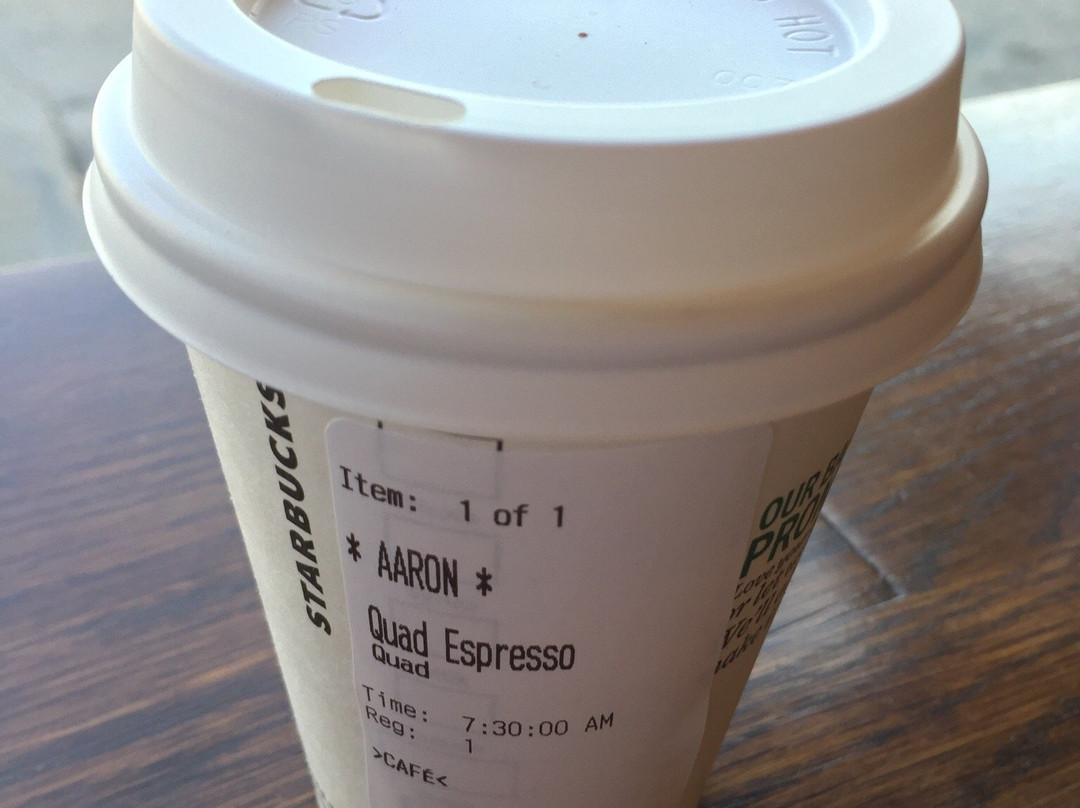 HOT
STARBUCKS
Item: 1 of 1
* AARON *
Quad Espresso
Quad
Time: 7:30:00 AM
Reg: 1
>CAFÉ<
OUR